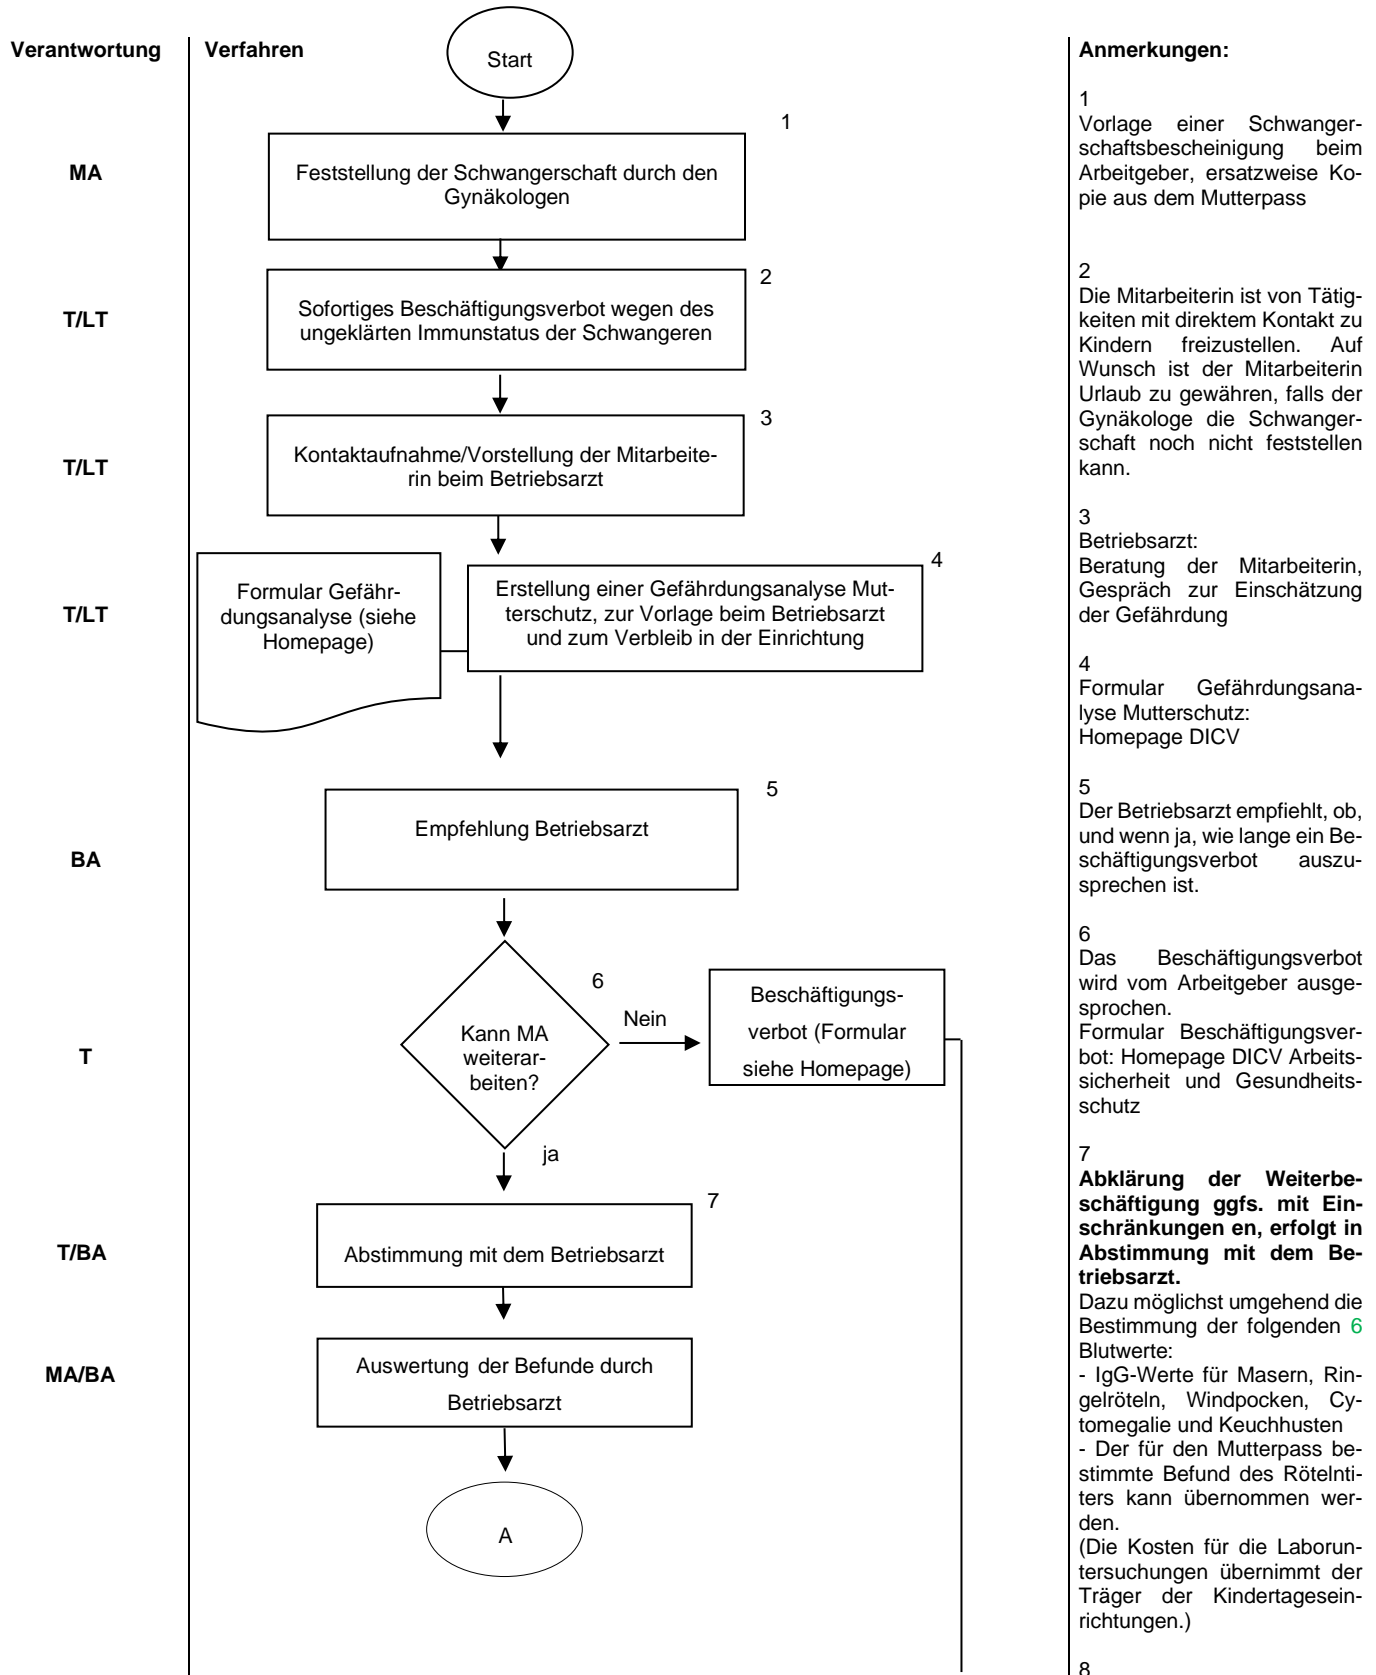 Verantwortung
Verfahren
Start
Anmerkungen:
MA
1
Feststellung der Schwangerschaft durch den
Gynäkologen
T/LT
2
Sofortiges Beschäftigungsverbot wegen des
ungeklärten Immunstatus der Schwangeren
T/LT
3
Kontaktaufnahme/Vorstellung der Mitarbeite-
rin beim Betriebsarzt
T/LT
Formular Gefähr-
dungsanalyse (siehe
Homepage)
4
Erstellung einer Gefährdungsanalyse Mut-
terschutz, zur Vorlage beim Betriebsarzt
und zum Verbleib in der Einrichtung
BA
5
Empfehlung Betriebsarzt
T
6
Kann MA
weiterar-
beiten?
Nein
Beschäftigungs-
verbot (Formular
siehe Homepage)
ja
T/BA
7
Abstimmung mit dem Betriebsarzt
MA/BA
Auswertung der Befunde durch
Betriebsarzt
A
1
Vorlage einer Schwanger-
schaftsbescheinigung beim
Arbeitgeber, ersatzweise Ko-
pie aus dem Mutterpass
2
Die Mitarbeiterin ist von Tätig-
keiten mit direktem Kontakt zu
Kindern freizustellen. Auf
Wunsch ist der Mitarbeiterin
Urlaub zu gewähren, falls der
Gynäkologe die Schwanger-
schaft noch nicht feststellen
kann.
3
Betriebsarzt:
Beratung der Mitarbeiterin,
Gespräch zur Einschätzung
der Gefährdung
4
Formular Gefährdungsana-
lyse Mutterschutz:
Homepage DICV
5
Der Betriebsarzt empfiehlt, ob,
und wenn ja, wie lange ein Be-
schäftigungsverbot auszu-
sprechen ist.
6
Das Beschäftigungsverbot
wird vom Arbeitgeber ausge-
sprochen.
Formular Beschäftigungsver-
bot: Homepage DICV Arbeits-
sicherheit und Gesundheits-
schutz
7
Abklärung der Weiterbe-
schäftigung ggfs. mit Ein-
schränkungen en, erfolgt in
Abstimmung mit dem Be-
triebsarzt.
Dazu möglichst umgehend die
Bestimmung der folgenden 6
Blutwerte:
- IgG-Werte für Masern, Rin-
gelröteln, Windpocken, Cy-
tomegalie und Keuchhusten
- Der für den Mutterpass be-
stimmte Befund des Rötelnti-
ters kann übernommen wer-
den.
(Die Kosten für die Laborun-
tersuchungen übernimmt der
Träger der Kindertagesein-
richtungen.)
8